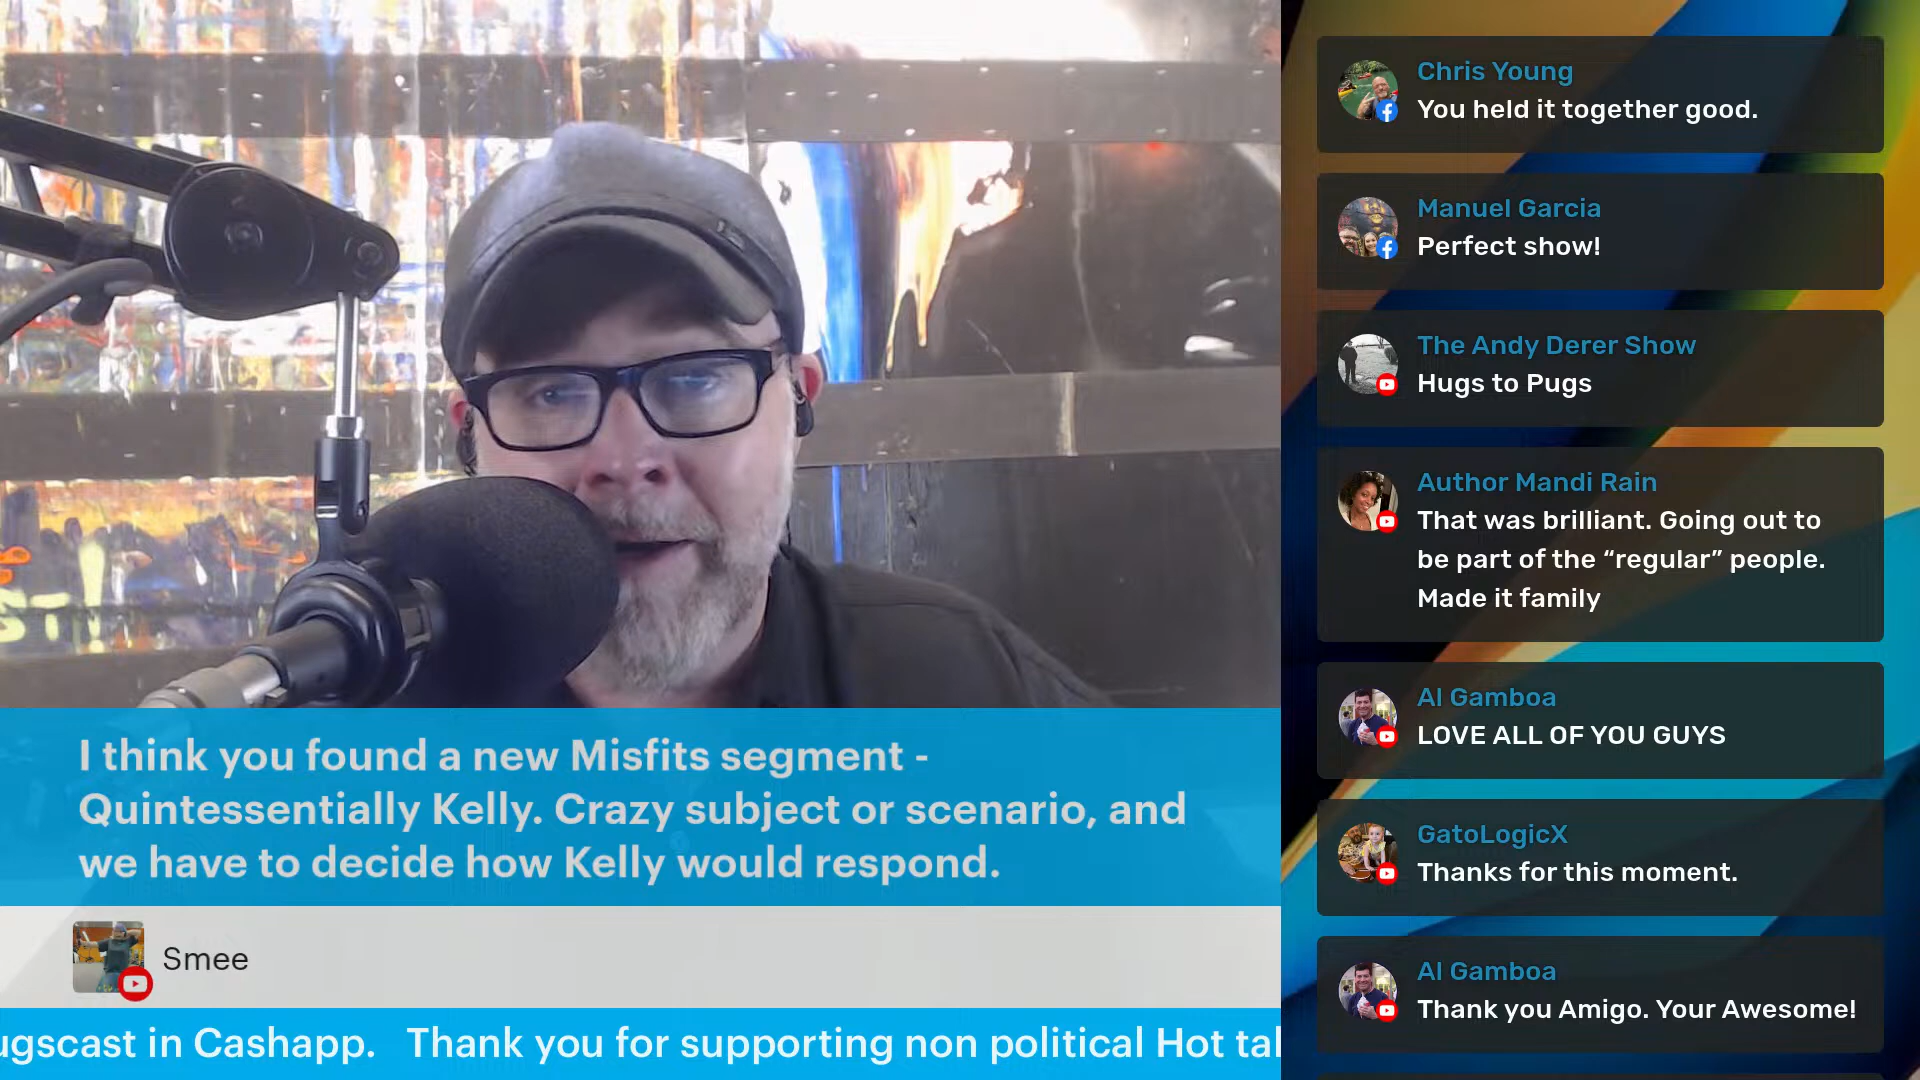 Chris Young
You held it together good.
Manuel Garcia
Perfect show!
The Andy Derer Show
Hugs to Pugs
Author Mandi Rain
That was brilliant. Going out to
be part of the “regular” people.
Made it family
Al Gamboa
LOVE ALL OF YOU GUYS
GatoLogicX
Thanks for this moment.
Al Gamboa
Thank you Amigo. Your Awesome!
I think you found a new Misfits segment -
Quintessentially Kelly. Crazy subject or scenario, and
we have to decide how Kelly would respond.
Smee
ugscast in Cashapp. Thank you for supporting non political Hot tal